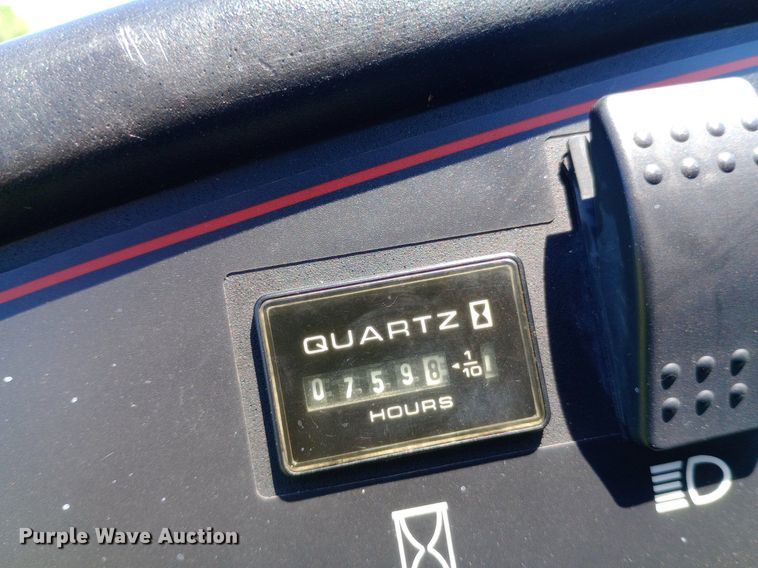 QUARTZ
07598 1/10
HOURS
Purple Wave Auction